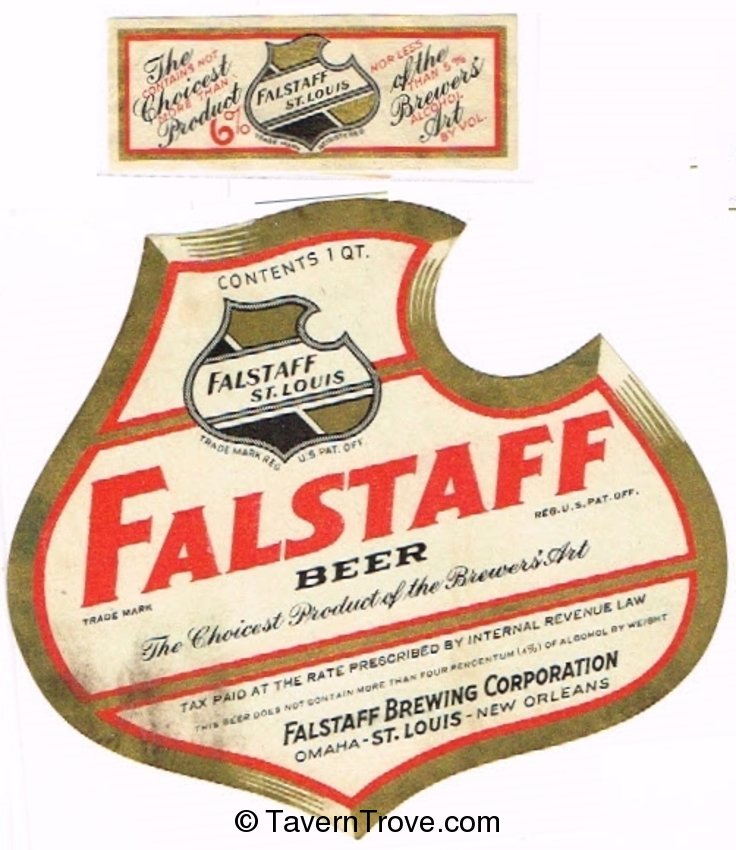 The Choicest Product
CONTAINS NOT MORE THAN 6%
FALSTAFF
ST. LOUIS
TRADE MARK REGISTERED
of the Brewers' Art
NOR LESS THAN 5% ALCOHOL BY VOL.
CONTENTS 1 QT.
FALSTAFF
ST. LOUIS
TRADE MARK REG. U.S. PAT. OFF.
FALSTAFF
REG. U.S. PAT. OFF.
TRADE MARK
BEER
The Choicest Product of the Brewers' Art
TAX PAID AT THE RATE PRESCRIBED BY INTERNAL REVENUE LAW
THIS BEER DOES NOT CONTAIN MORE THAN FOUR PERCENTUM (4%) OF ALCOHOL BY WEIGHT
FALSTAFF BREWING CORPORATION
OMAHA - ST. LOUIS - NEW ORLEANS
© TavernTrove.com